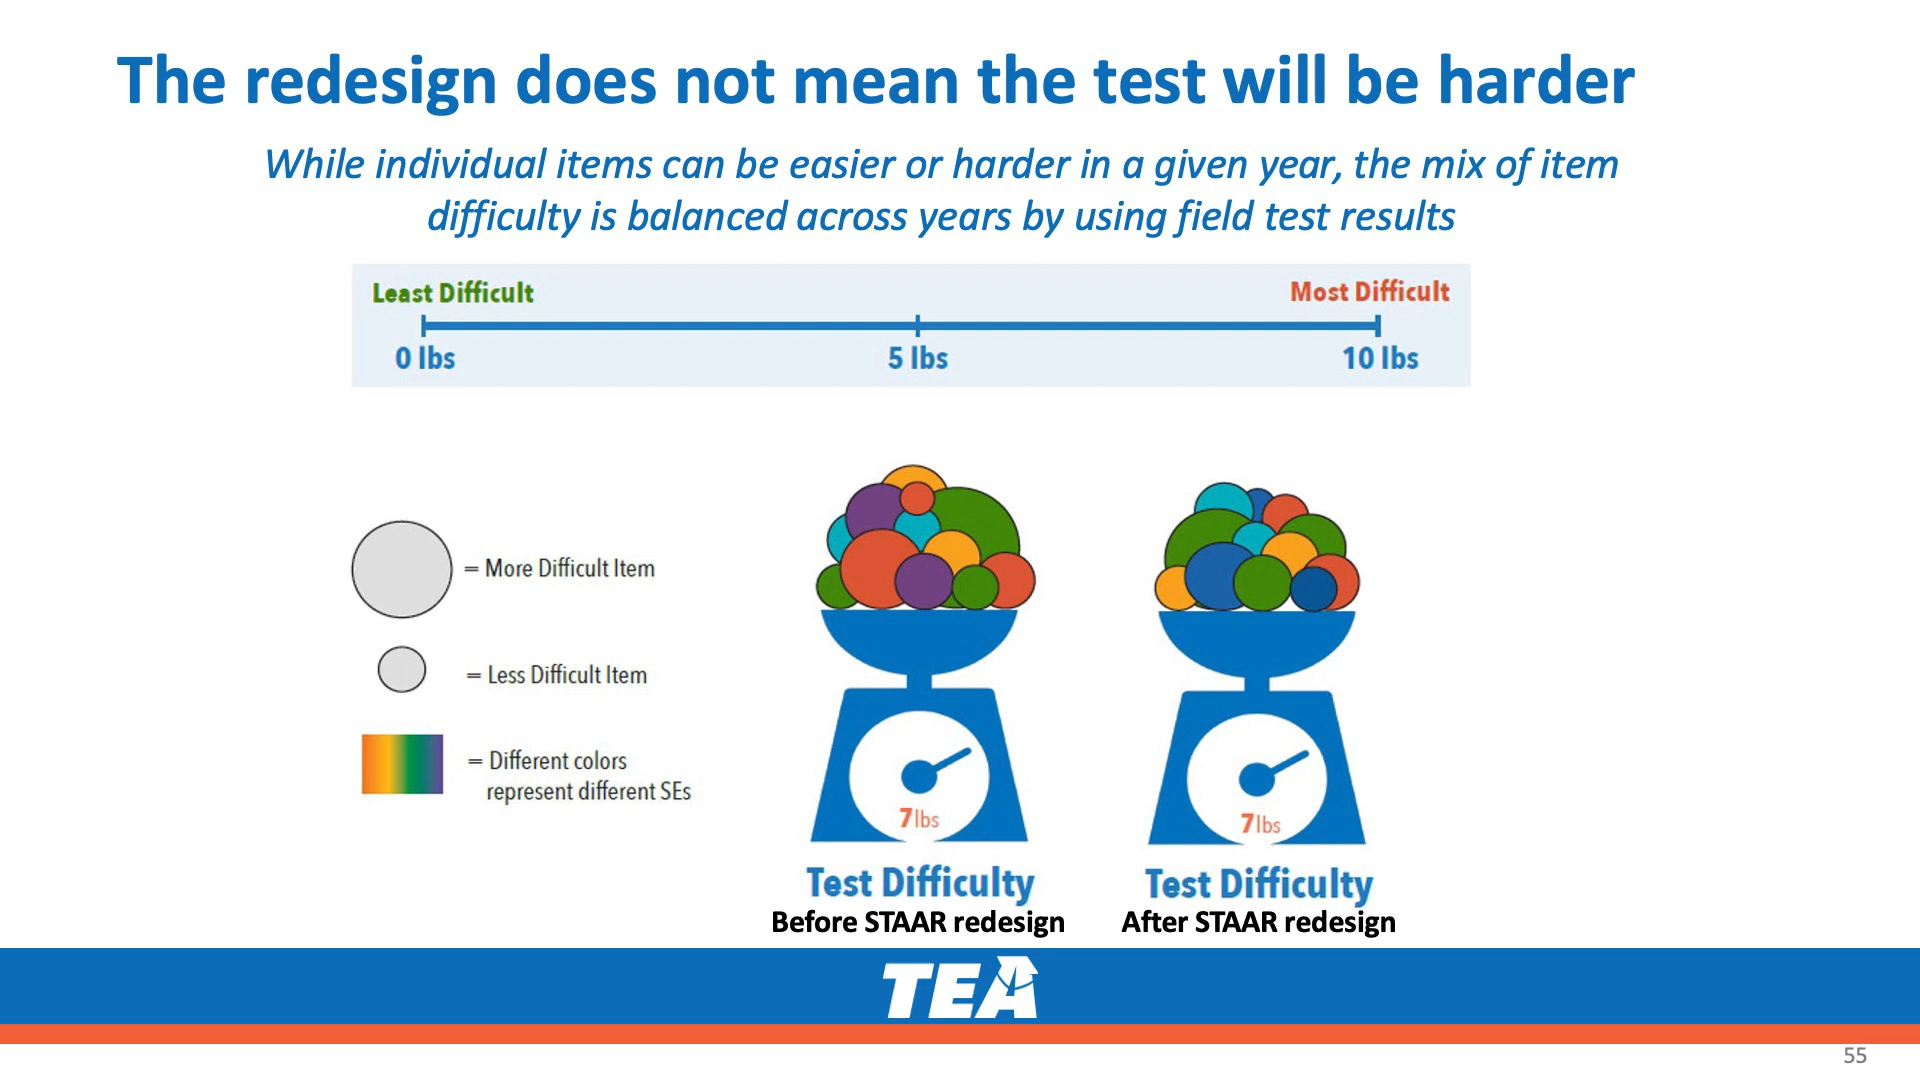 The redesign does not mean the test will be harder
While individual items can be easier or harder in a given year, the mix of item
difficulty is balanced across years by using field test results
Least Difficult
Most Difficult
0 lbs
5 lbs
10 lbs
= More Difficult Item
= Less Difficult Item
= Different colors
represent different SEs
7lbs
7lbs
Test Difficulty
Before STAAR redesign
Test Difficulty
After STAAR redesign
TEA
55